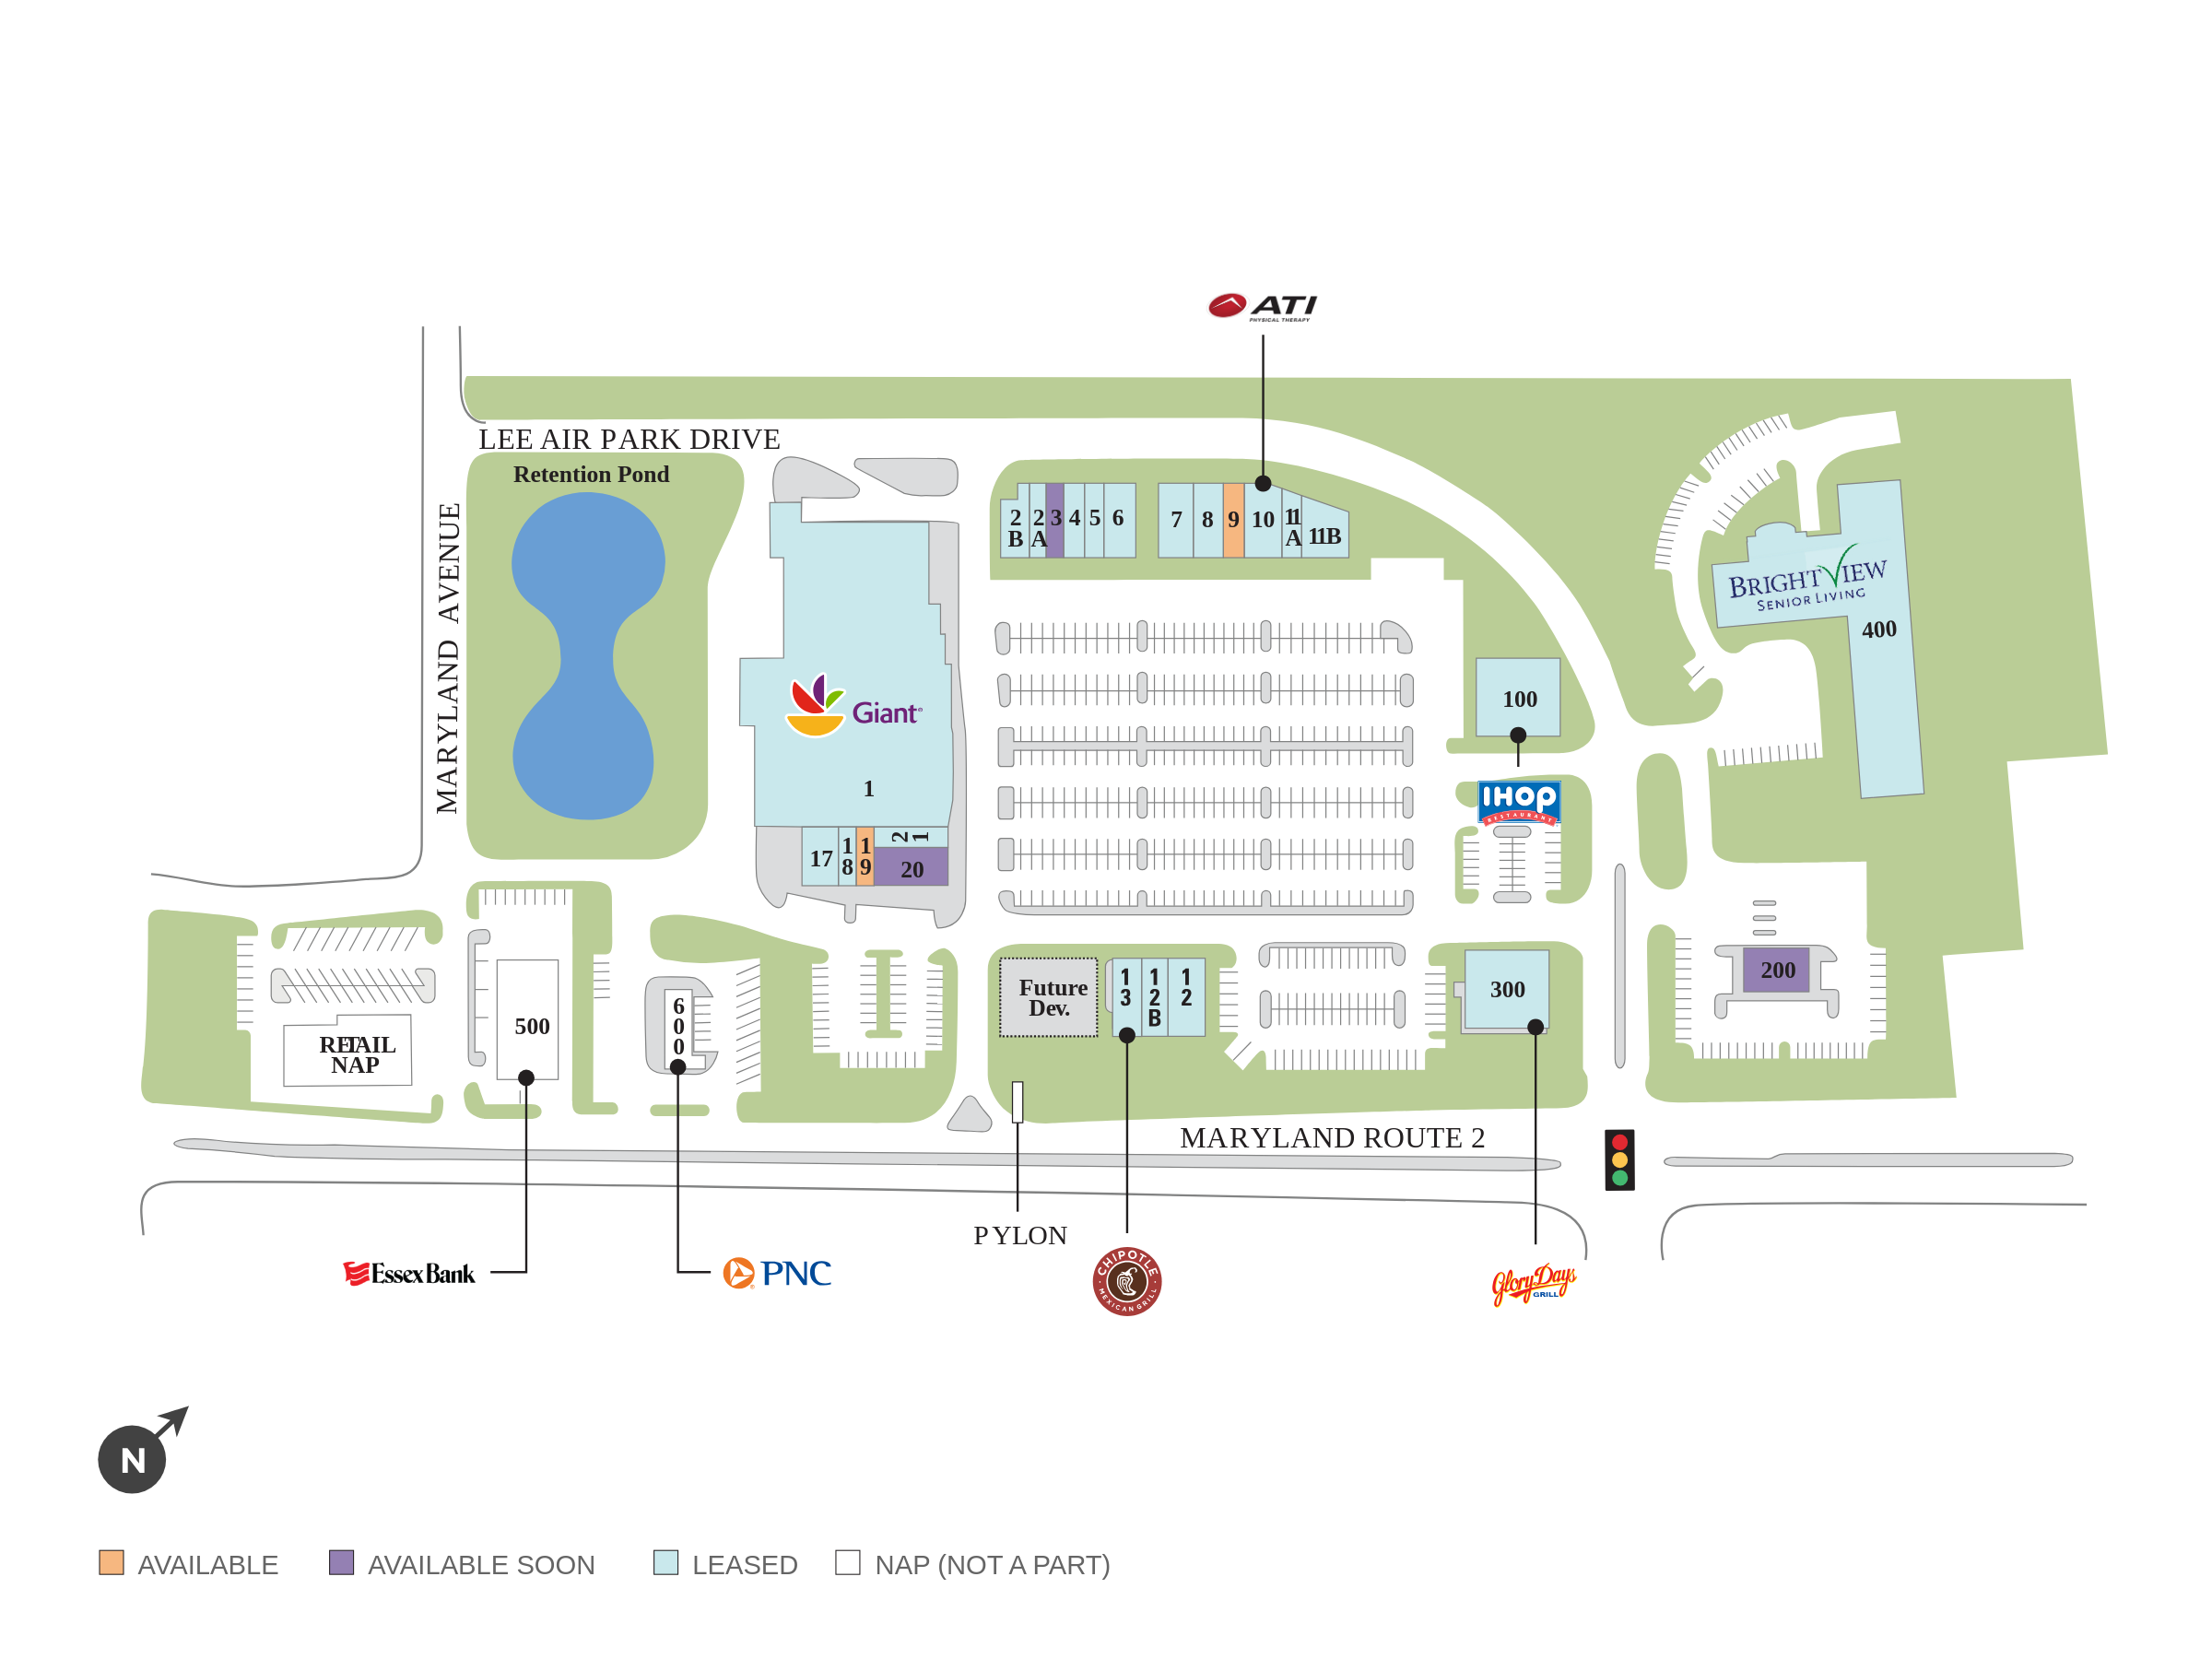 ATI
PHYSICAL THERAPY
LEE AIR PARK DRIVE
Retention Pond
MARYLAND AVENUE
2B
2A
3
4
5
6
7
8
9
10
11A
11B
BRIGHTVIEW
SENIOR LIVING
400
Giant
1
100
IHOP
RESTAURANT
17
18
19
21
20
500
600
RETAIL
NAP
Future
Dev.
13
12B
12
300
200
MARYLAND ROUTE 2
PYLON
Essex Bank
PNC
CHIPOTLE
MEXICAN GRILL
Glory Days
GRILL
N
AVAILABLE
AVAILABLE SOON
LEASED
NAP (NOT A PART)